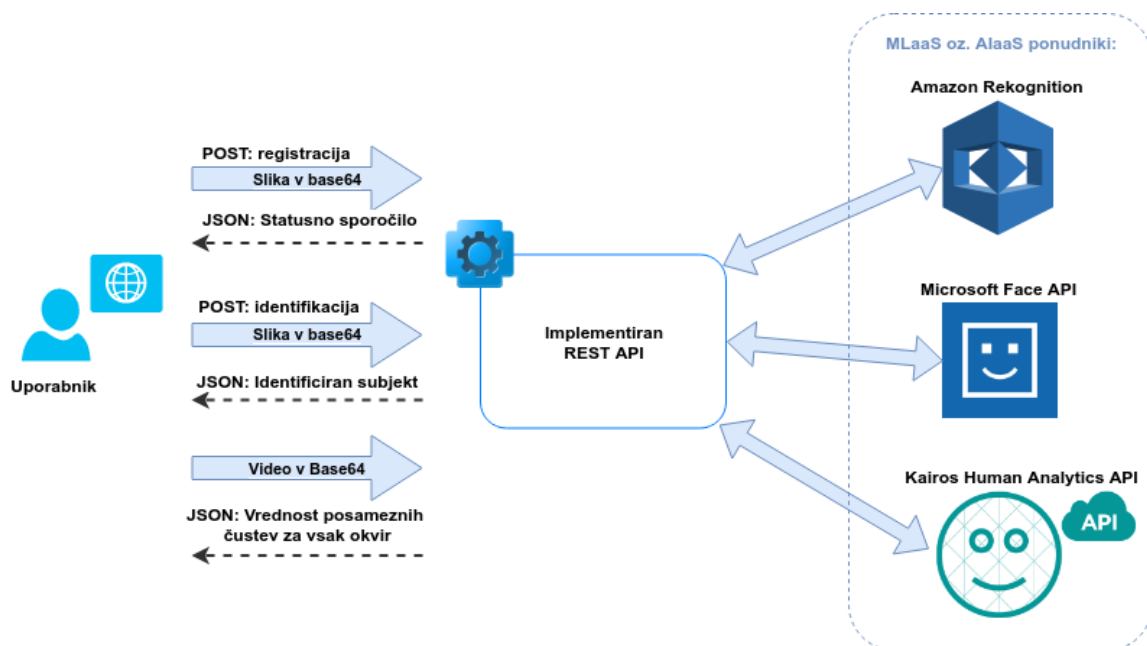 MLaaS oz. AIaaS ponudniki:
Amazon Rekognition
POST: registracija
Slika v base64
JSON: Statusno sporočilo
POST: identifikacija
Slika v base64
JSON: Identificiran subjekt
Video v Base64
JSON: Vrednost posameznih
čustev za vsak okvir
Uporabnik
Implementiran
REST API
Microsoft Face API
Kairos Human Analytics API
API